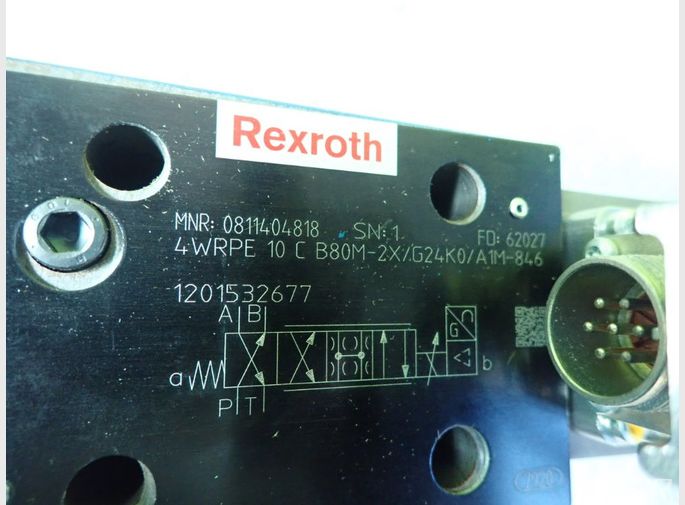 Rexroth
MNR: 0811404818 SN: 1 FD: 62027
4WRPE 10 C B80M-2X/G24K0/A1M-846
1201532677
A B
G
a b
P T